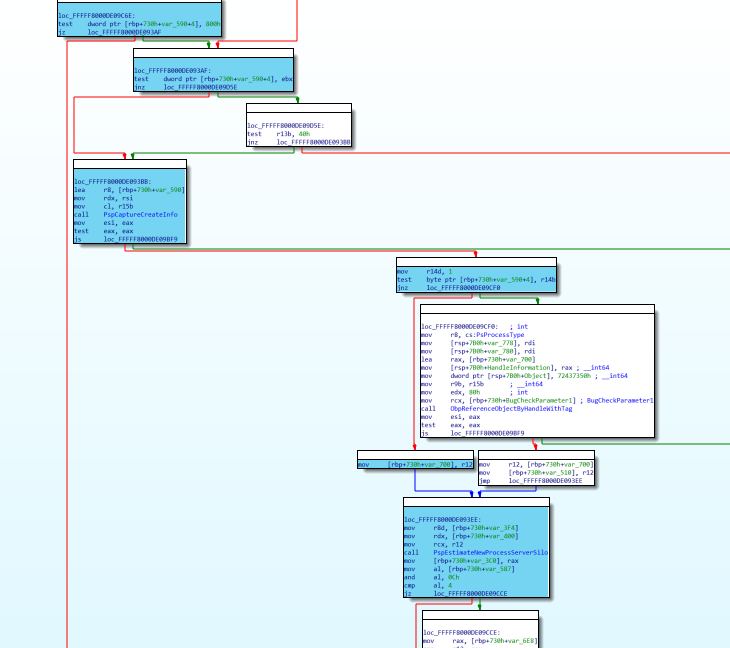 loc_FFFFF8000DE09C6E:
test dword ptr [rbp+730h+var_590+4], 800h
jz loc_FFFFF8000DE093AF
loc_FFFFF8000DE093AF:
test dword ptr [rbp+730h+var_590+4], ebx
jnz loc_FFFFF8000DE09D5E
loc_FFFFF8000DE09D5E:
test r13b, 40h
jnz loc_FFFFF8000DE093BB
loc_FFFFF8000DE093BB:
lea r8, [rbp+730h+var_590]
mov rdx, rsi
mov cl, r15b
call PspCaptureCreateInfo
mov esi, eax
test eax, eax
js loc_FFFFF8000DE09BF9
mov r14d, 1
test byte ptr [rbp+730h+var_590+4], r14b
jnz loc_FFFFF8000DE09CF0
loc_FFFFF8000DE09CF0: ; int
mov r8, cs:PsProcessType
mov [rsp+7B0h+var_778], rdi
mov [rsp+7B0h+var_780], rdi
lea rax, [rbp+730h+var_700]
mov [rsp+7B0h+HandleInformation], rax ; __int64
mov dword ptr [rsp+7B0h+Object], 72437350h ; __int64
mov r9b, r15b ; __int64
mov edx, 80h ; int
mov rcx, [rbp+730h+BugCheckParameter1] ; BugCheckParameter1
call ObpReferenceObjectByHandleWithTag
mov esi, eax
test eax, eax
js loc_FFFFF8000DE09BF9
mov [rbp+730h+var_700], r12
mov r12, [rbp+730h+var_700]
mov [rbp+730h+var_510], r12
jmp loc_FFFFF8000DE093EE
loc_FFFFF8000DE093EE:
mov r8d, [rbp+730h+var_3F4]
mov rdx, [rbp+730h+var_400]
mov rcx, r12
call PspEstimateNewProcessServerSilo
mov [rbp+730h+var_3C0], rax
mov al, [rbp+730h+var_587]
and al, 0Ch
cmp al, 4
jz loc_FFFFF8000DE09CCE
loc_FFFFF8000DE09CCE:
mov rax, [rbp+730h+var_6E8]